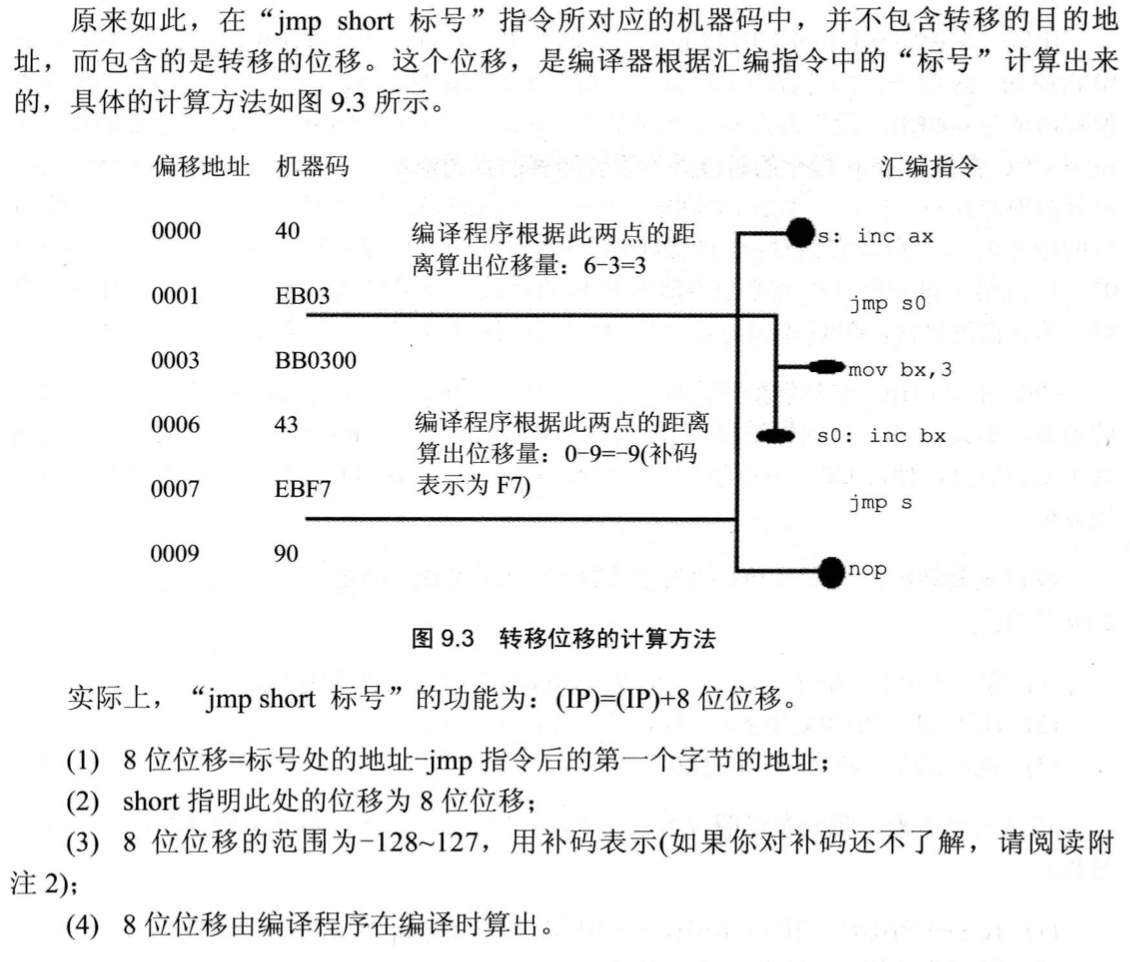 原来如此，在“jmp short 标号”指令所对应的机器码中，并不包含转移的目的地
址，而包含的是转移的位移。这个位移，是编译器根据汇编指令中的“标号”计算出来
的，具体的计算方法如图 9.3 所示。
偏移地址 机器码 汇编指令
0000 40 编译程序根据此两点的距 s: inc ax
离算出位移量：6-3=3
0001 EB03 jmp s0
0003 BB0300 mov bx,3
0006 43 编译程序根据此两点的距离 s0: inc bx
算出位移量：0-9=-9(补码
0007 EBF7 表示为 F7) jmp s
0009 90 nop
图 9.3 转移位移的计算方法
实际上，“jmp short 标号”的功能为：(IP)=(IP)+8 位位移。
(1) 8 位位移=标号处的地址-jmp 指令后的第一个字节的地址；
(2) short 指明此处的位移为 8 位位移；
(3) 8 位位移的范围为-128~127，用补码表示(如果你对补码还不了解，请阅读附
注 2)；
(4) 8 位位移由编译程序在编译时算出。